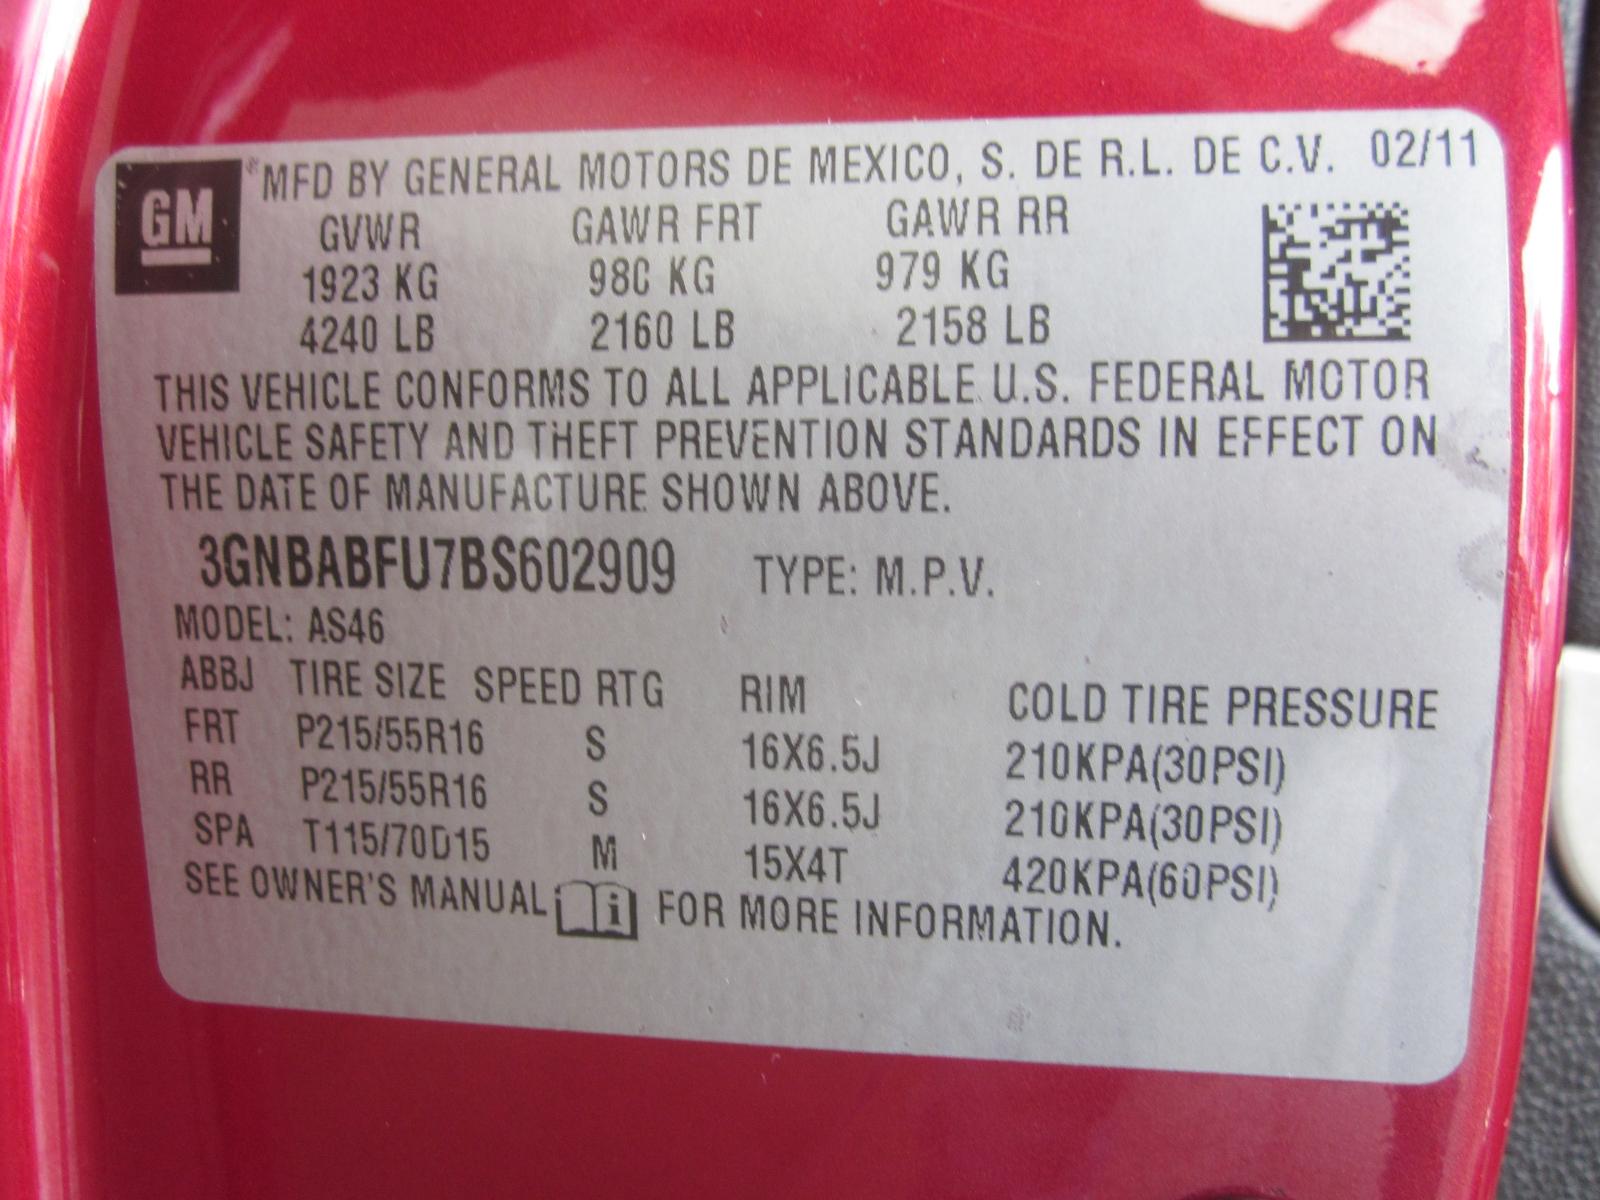 GM
*MFD BY GENERAL MOTORS DE MEXICO, S. DE R.L. DE C.V. 02/11
GVWR GAWR FRT GAWR RR
1923 KG 980 KG 979 KG
4240 LB 2160 LB 2158 LB
THIS VEHICLE CONFORMS TO ALL APPLICABLE U.S. FEDERAL MOTOR
VEHICLE SAFETY AND THEFT PREVENTION STANDARDS IN EFFECT ON
THE DATE OF MANUFACTURE SHOWN ABOVE.
3GNBABFU7BS602909 TYPE: M.P.V.
MODEL: AS46
ABBJ TIRE SIZE SPEED RTG RIM COLD TIRE PRESSURE
FRT P215/55R16 S 16X6.5J 210KPA(30PSI)
RR P215/55R16 S 16X6.5J 210KPA(30PSI)
SPA T115/70D15 M 15X4T 420KPA(60PSI)
SEE OWNER'S MANUAL i FOR MORE INFORMATION.